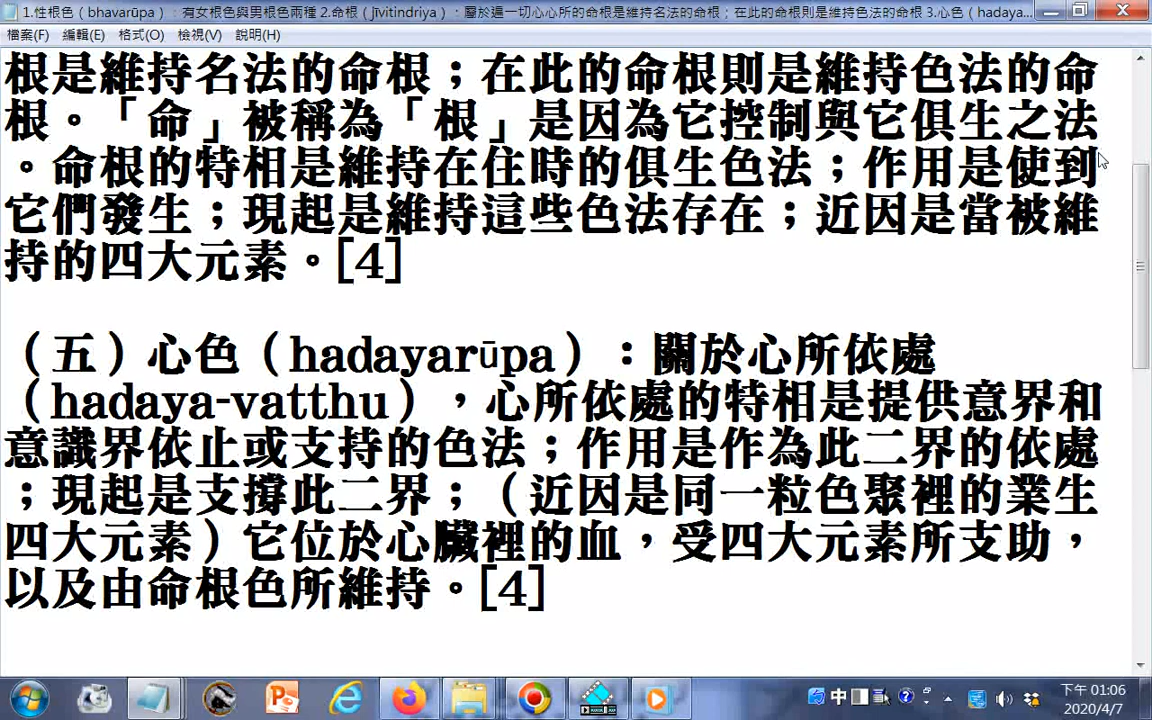 1.性根色（bhavarūpa）：有女根色與男根色兩種 2.命根（jīvitindriya）：屬於遍一切心心所的命根是維持名法的命根；在此的命根則是維持色法的命根 3.心色（hadaya...
檔案(F) 編輯(E) 格式(O) 檢視(V) 說明(H)
根是維持名法的命根；在此的命根則是維持色法的命
根。「命」被稱為「根」是因為它控制與它俱生之法
。命根的特相是維持在住時的俱生色法；作用是使到
它們發生；現起是維持這些色法存在；近因是當被維
持的四大元素。[4]
（五）心色（hadayarūpa）：關於心所依處
（hadaya-vatthu），心所依處的特相是提供意界和
意識界依止或支持的色法；作用是作為此二界的依處
；現起是支撐此二界；（近因是同一粒色聚裡的業生
四大元素）它位於心臟裡的血，受四大元素所支助，
以及由命根色所維持。[4]
中
下午 01:06
2020/4/7